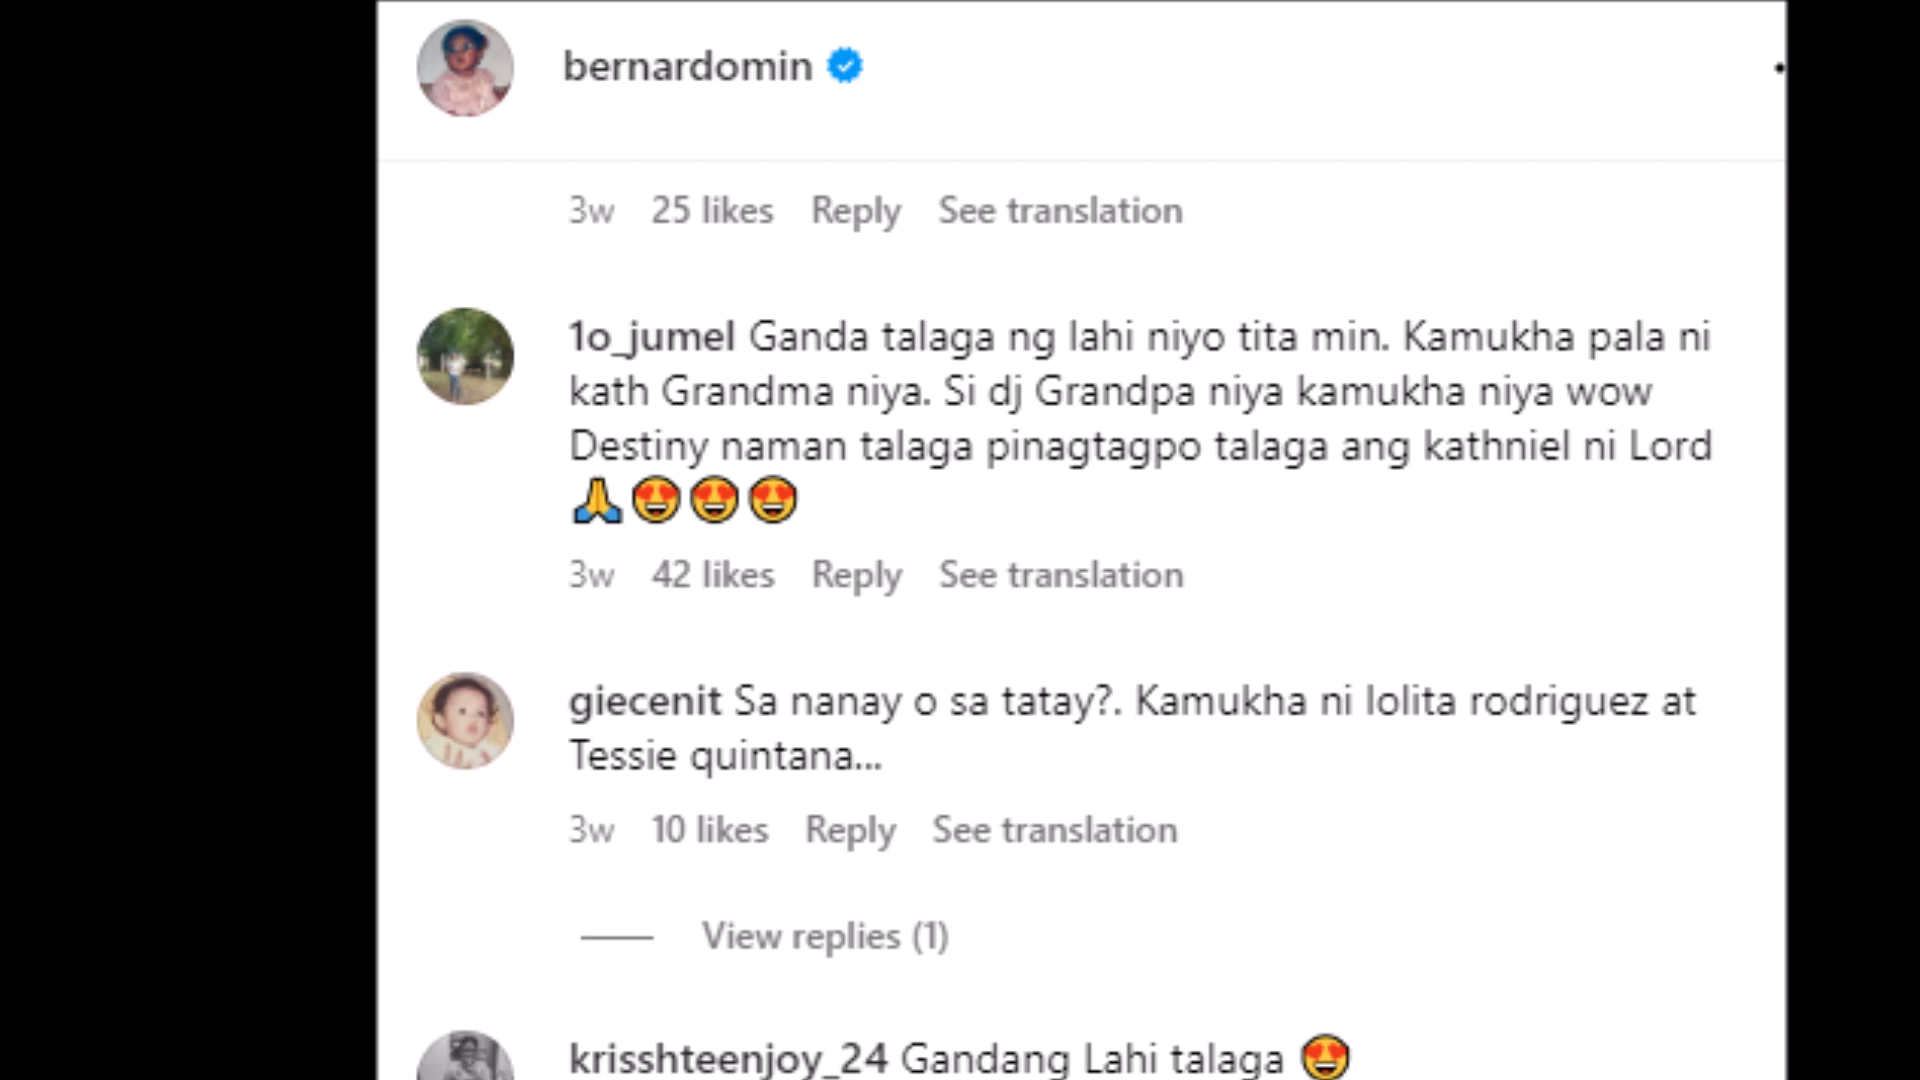 bernardomin
3w 25 likes Reply See translation
1o_jumel Ganda talaga ng lahi niyo tita min. Kamukha pala ni
kath Grandma niya. Si dj Grandpa niya kamukha niya wow
Destiny naman talaga pinagtagpo talaga ang kathniel ni Lord
🙏😍😍😍
3w 42 likes Reply See translation
giecenit Sa nanay o sa tatay?. Kamukha ni lolita rodriguez at
Tessie quintana...
3w 10 likes Reply See translation
View replies (1)
krisshteenjoy_24 Gandang Lahi talaga 😍